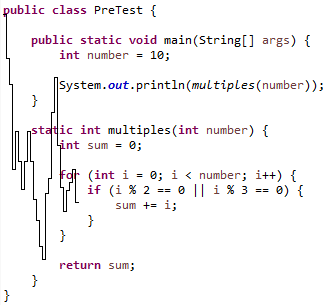 public class PreTest {
public static void main(String[] args) {
int number = 10;
System.out.println(multiples(number));
}
static int multiples(int number) {
int sum = 0;
for (int i = 0; i < number; i++) {
if (i % 2 == 0 || i % 3 == 0) {
sum += i;
}
}
return sum;
}
}